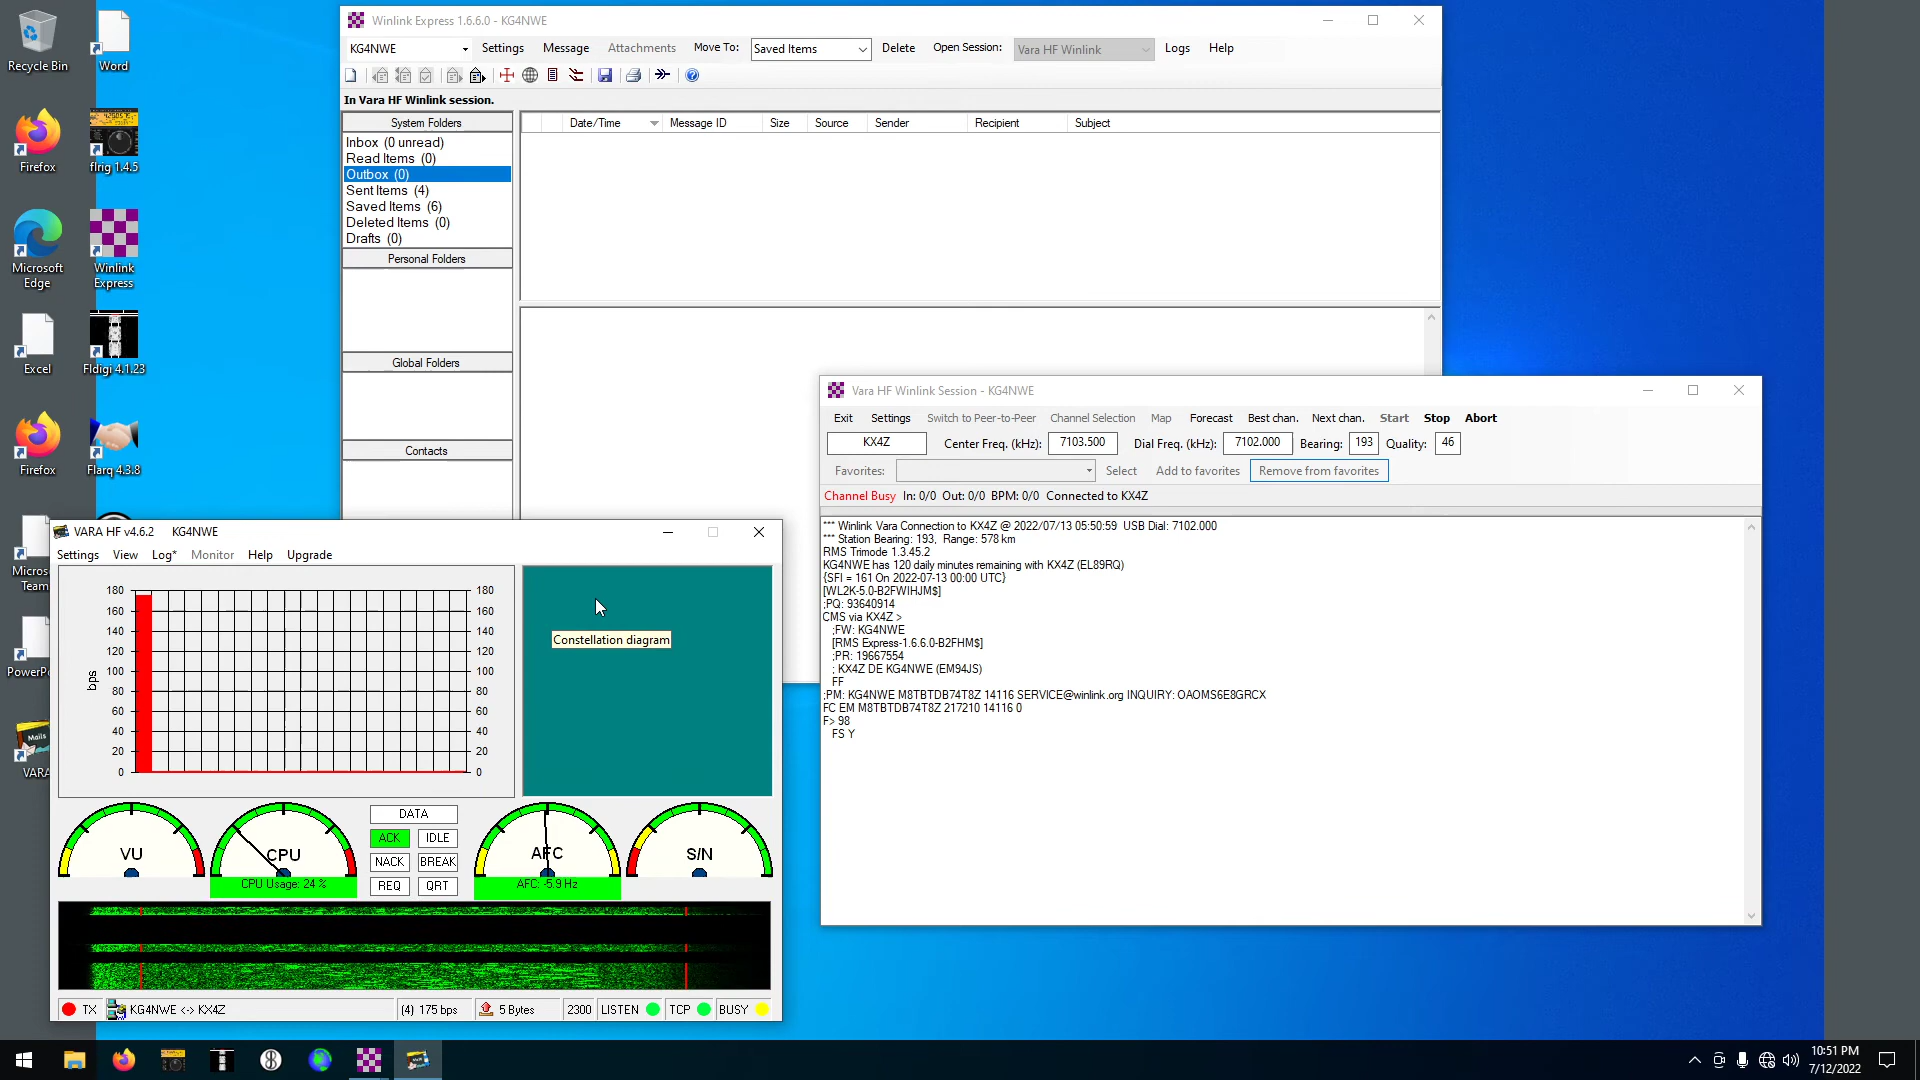 Recycle Bin
Word
Firefox
flrig 1.4.5
Microsoft Edge
Winlink Express
Excel
Fldigi 4.1.23
Firefox
Flarq 4.3.8
Winlink Express 1.6.6.0 - KG4NWE
KG4NWE Settings Message Attachments Move To: Saved Items Delete Open Session: Vara HF Winlink Logs Help
In Vara HF Winlink session.
System Folders
Inbox (0 unread)
Read Items (0)
Outbox (0)
Sent Items (4)
Saved Items (6)
Deleted Items (0)
Drafts (0)
Personal Folders
Global Folders
Contacts
Date/Time Message ID Size Source Sender Recipient Subject
Vara HF Winlink Session - KG4NWE
Exit Settings Switch to Peer-to-Peer Channel Selection Map Forecast Best chan. Next chan. Start Stop Abort
KX4Z Center Freq. (kHz): 7103.500 Dial Freq. (kHz): 7102.000 Bearing: 193 Quality: 46
Favorites: Select Add to favorites Remove from favorites
Channel Busy In: 0/0 Out: 0/0 BPM: 0/0 Connected to KX4Z
*** Winlink Vara Connection to KX4Z @ 2022/07/13 05:50:59 USB Dial: 7102.000
*** Station Bearing: 193, Range: 578 km
RMS Trimode 1.3.45.2
KG4NWE has 120 daily minutes remaining with KX4Z (EL89RQ)
{SFI = 161 On 2022-07-13 00:00 UTC}
[WL2K-5.0-B2FWIHJM$]
;PQ: 93640914
CMS via KX4Z >
;FW: KG4NWE
[RMS Express-1.6.6.0-B2FHM$]
;PR: 19667554
; KX4Z DE KG4NWE (EM94JS)
FF
;PM: KG4NWE M8TBTDB74T8Z 14116 SERVICE@winlink.org INQUIRY: OAOMS6E8GRCX
FC EM M8TBTDB74T8Z 217210 14116 0
F> 98
FS Y
VARA HF v4.6.2 KG4NWE
Settings View Log* Monitor Help Upgrade
180 180
160 160
140 140
120 120
100 100
80 80
60 60
40 40
20 20
0 0
bps
Constellation diagram
VU
CPU
CPU Usage: 24 %
DATA
ACK IDLE
NACK BREAK
REQ QRT
AFC
AFC: -5.9 Hz
S/N
TX KG4NWE <-> KX4Z (4) 175 bps 5 Bytes 2300 LISTEN TCP BUSY
Micros
Team
PowerPo
Mails
VARA
10:51 PM
7/12/2022